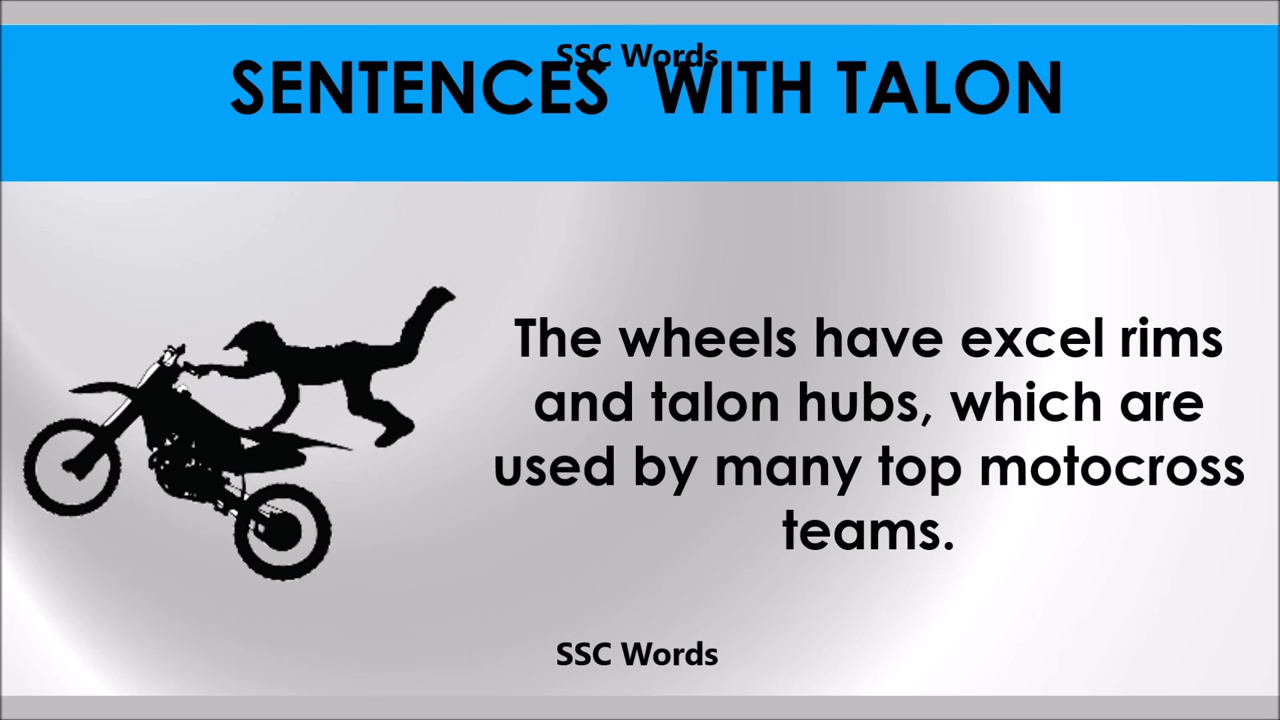 SSC Words
SENTENCES WITH TALON
The wheels have excel rims
and talon hubs, which are
used by many top motocross
teams.
SSC Words